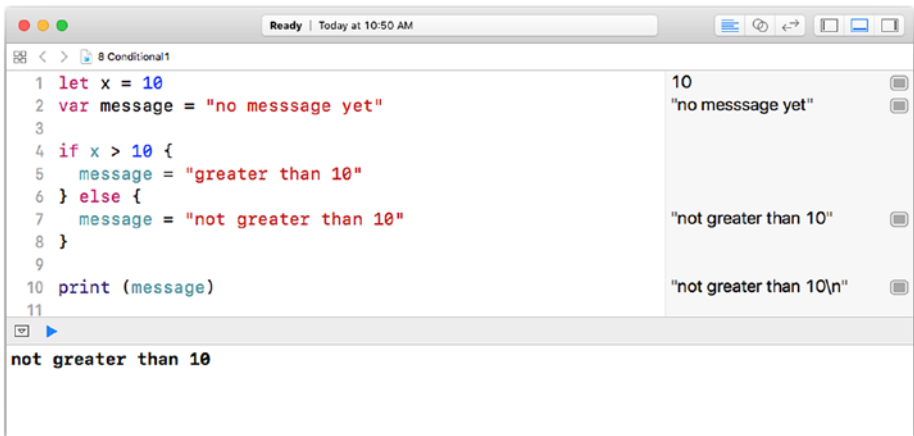 Ready | Today at 10:50 AM
8 Conditional1
1 let x = 10 10
2 var message = "no messsage yet" "no messsage yet"
3
4 if x > 10 {
5 message = "greater than 10"
6 } else {
7 message = "not greater than 10" "not greater than 10"
8 }
9
10 print (message) "not greater than 10\n"
11
not greater than 10